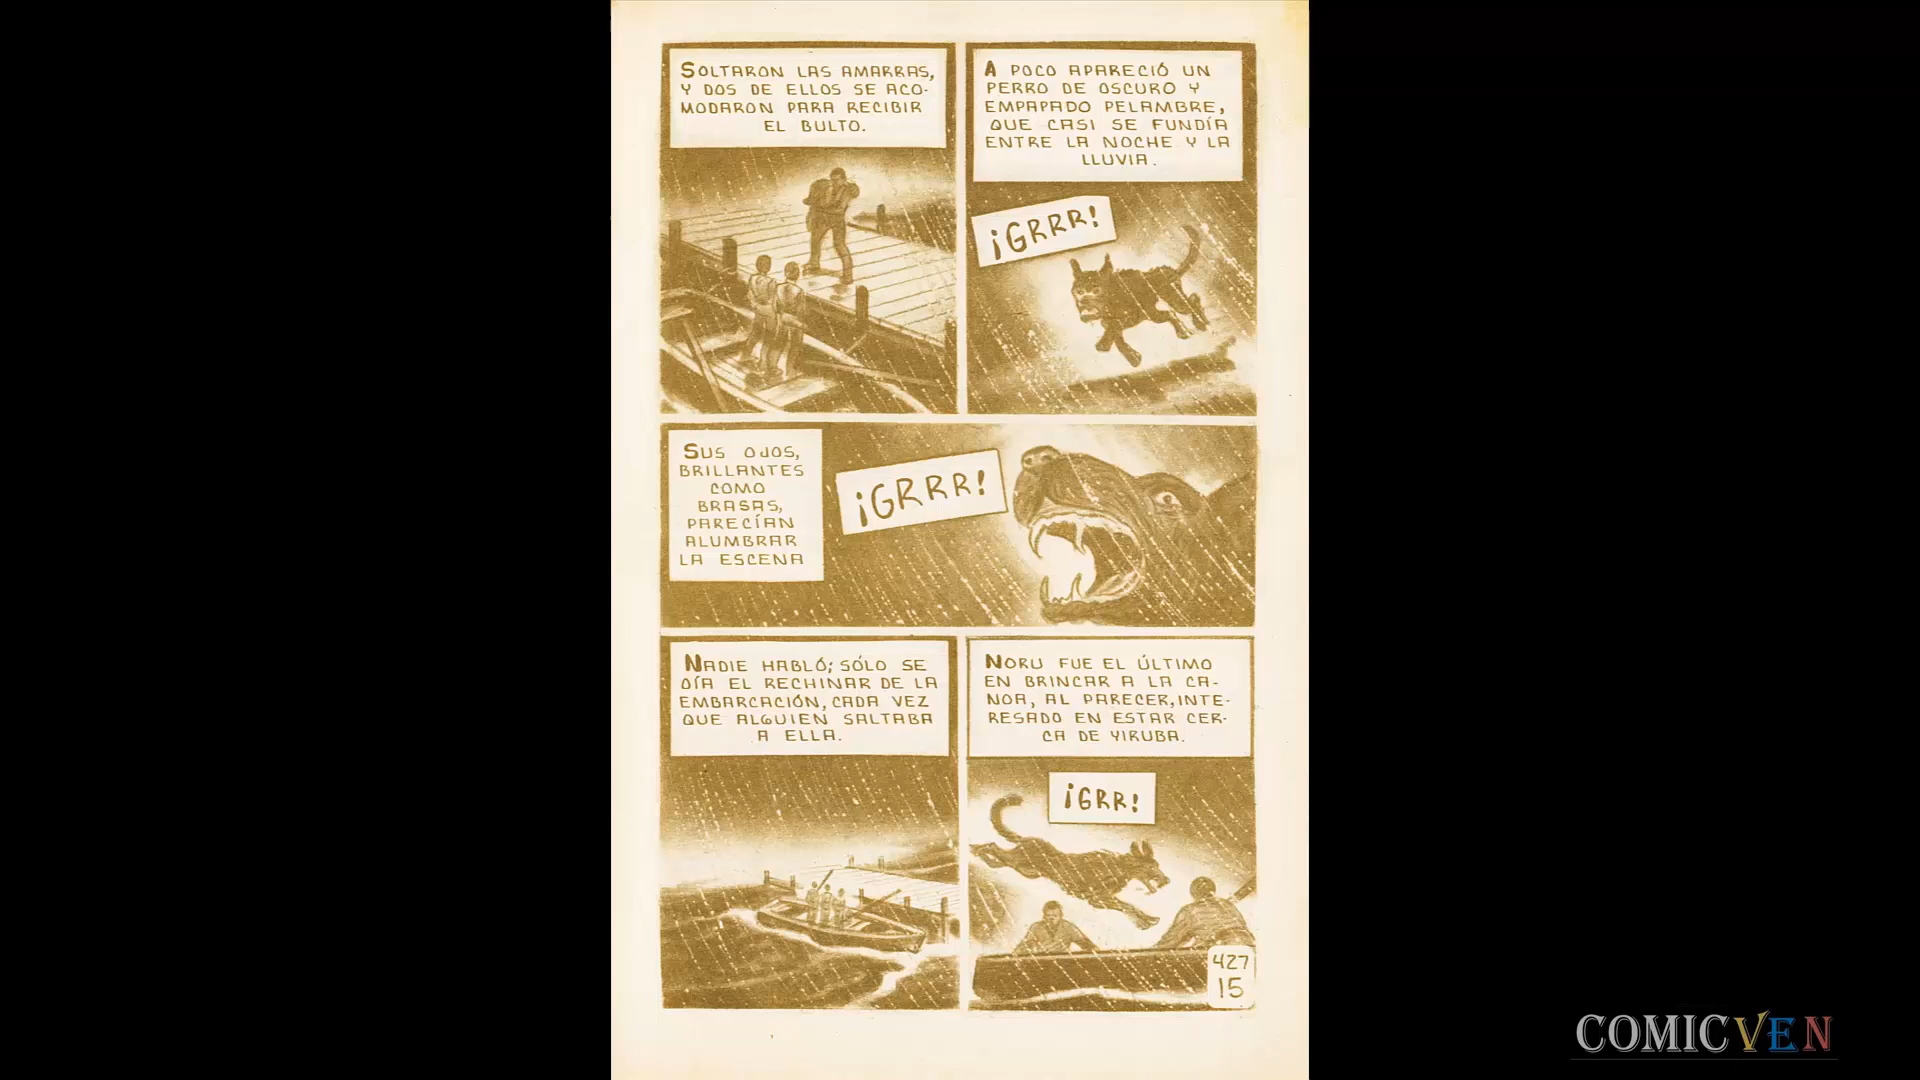 SOLTARON LAS AMARRAS,
Y DOS DE ELLOS SE ACO-
MODARON PARA RECIBIR
EL BULTO.
A POCO APARECIÓ UN
PERRO DE OSCURO Y
EMPAPADO PELAMBRE,
QUE CASI SE FUNDÍA
ENTRE LA NOCHE Y LA
LLUVIA.
¡GRRR!
SUS OJOS,
BRILLANTES
COMO
BRASAS,
PARECÍAN
ALUMBRAR
LA ESCENA
¡GRRR!
NADIE HABLÓ; SÓLO SE
OÍA EL RECHINAR DE LA
EMBARCACIÓN, CADA VEZ
QUE ALGUIEN SALTABA
A ELLA.
NORU FUE EL ÚLTIMO
EN BRINCAR A LA CA-
NOA, AL PARECER, INTE-
RESADO EN ESTAR CER-
CA DE YIRUBA.
¡GRR!
427
15
COMICVEN